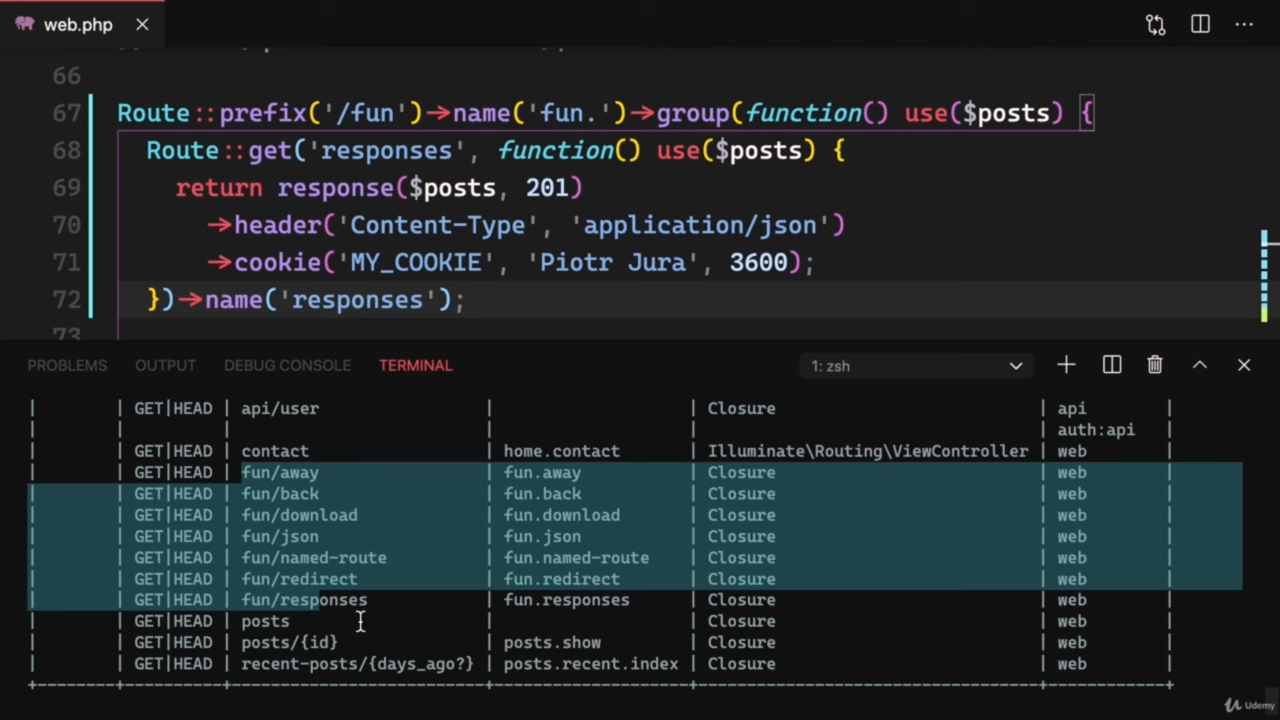 web.php
66
67 Route::prefix('/fun')->name('fun.')->group(function() use($posts) {
68 Route::get('responses', function() use($posts) {
69 return response($posts, 201)
70 ->header('Content-Type', 'application/json')
71 ->cookie('MY_COOKIE', 'Piotr Jura', 3600);
72 })->name('responses');
73
PROBLEMS OUTPUT DEBUG CONSOLE TERMINAL 1: zsh
| | GET|HEAD | api/user | | Closure | api |
| | | | | | auth:api |
| | GET|HEAD | contact | home.contact | Illuminate\Routing\ViewController | web |
| | GET|HEAD | fun/away | fun.away | Closure | web |
| | GET|HEAD | fun/back | fun.back | Closure | web |
| | GET|HEAD | fun/download | fun.download | Closure | web |
| | GET|HEAD | fun/json | fun.json | Closure | web |
| | GET|HEAD | fun/named-route | fun.named-route | Closure | web |
| | GET|HEAD | fun/redirect | fun.redirect | Closure | web |
| | GET|HEAD | fun/responses | fun.responses | Closure | web |
| | GET|HEAD | posts | | Closure | web |
| | GET|HEAD | posts/{id} | posts.show | Closure | web |
| | GET|HEAD | recent-posts/{days_ago?} | posts.recent.index | Closure | web |
Udemy